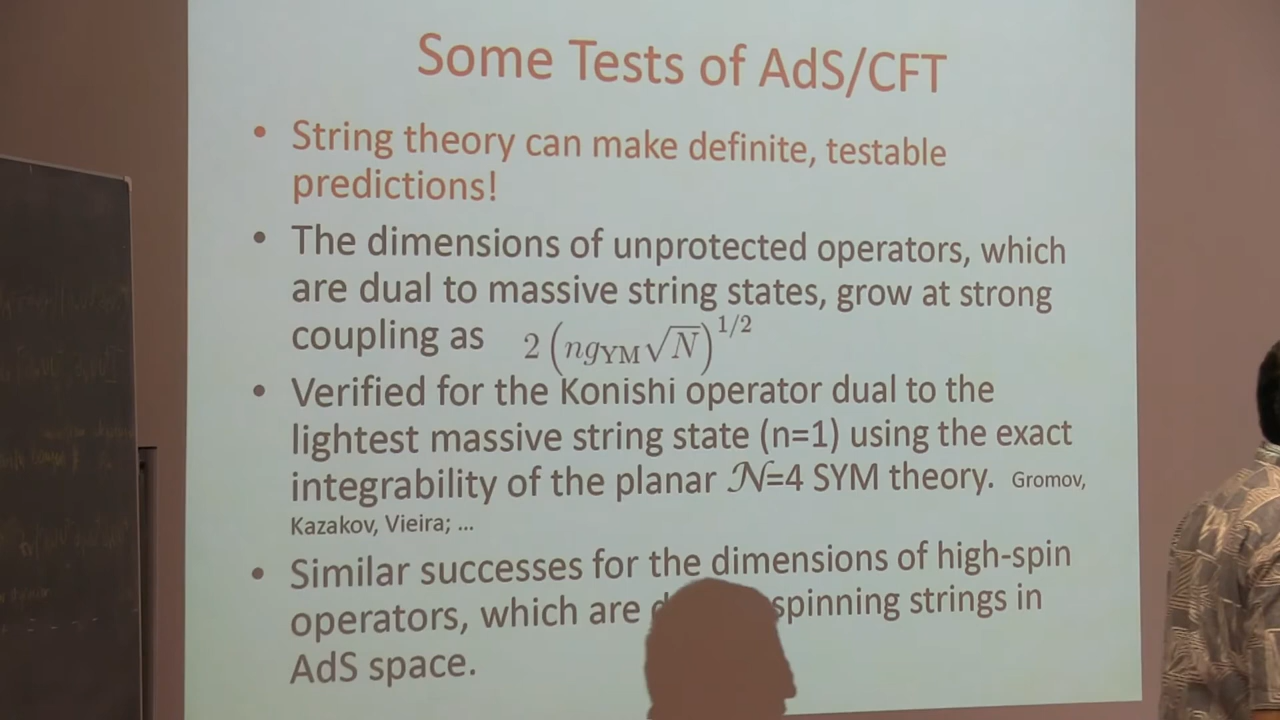 Some Tests of AdS/CFT
• String theory can make definite, testable
predictions!
• The dimensions of unprotected operators, which
are dual to massive string states, grow at strong
coupling as 2 (ng_YM √N)^1/2
• Verified for the Konishi operator dual to the
lightest massive string state (n=1) using the exact
integrability of the planar 𝒩=4 SYM theory. Gromov,
Kazakov, Vieira; ...
• Similar successes for the dimensions of high-spin
operators, which are spinning strings in
AdS space.